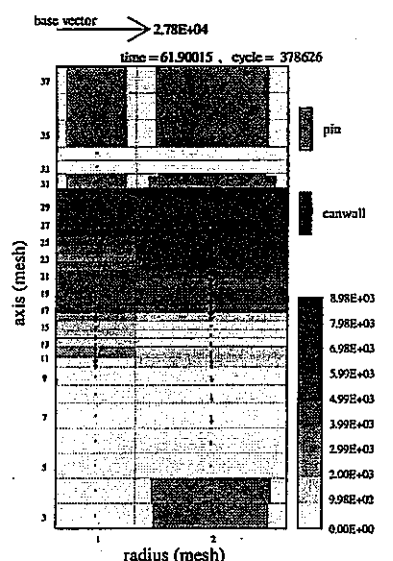 base vector
2.78E+04
time=61.90015 , cycle= 378626
37
35
33
31
29
27
25
23
21
19
17
15
13
11
9
7
5
3
axis (mesh)
1
2
radius (mesh)
pin
canwall
8.98E+03
7.98E+03
6.98E+03
5.99E+03
4.99E+03
3.99E+03
2.99E+03
2.00E+03
9.98E+02
0.00E+00